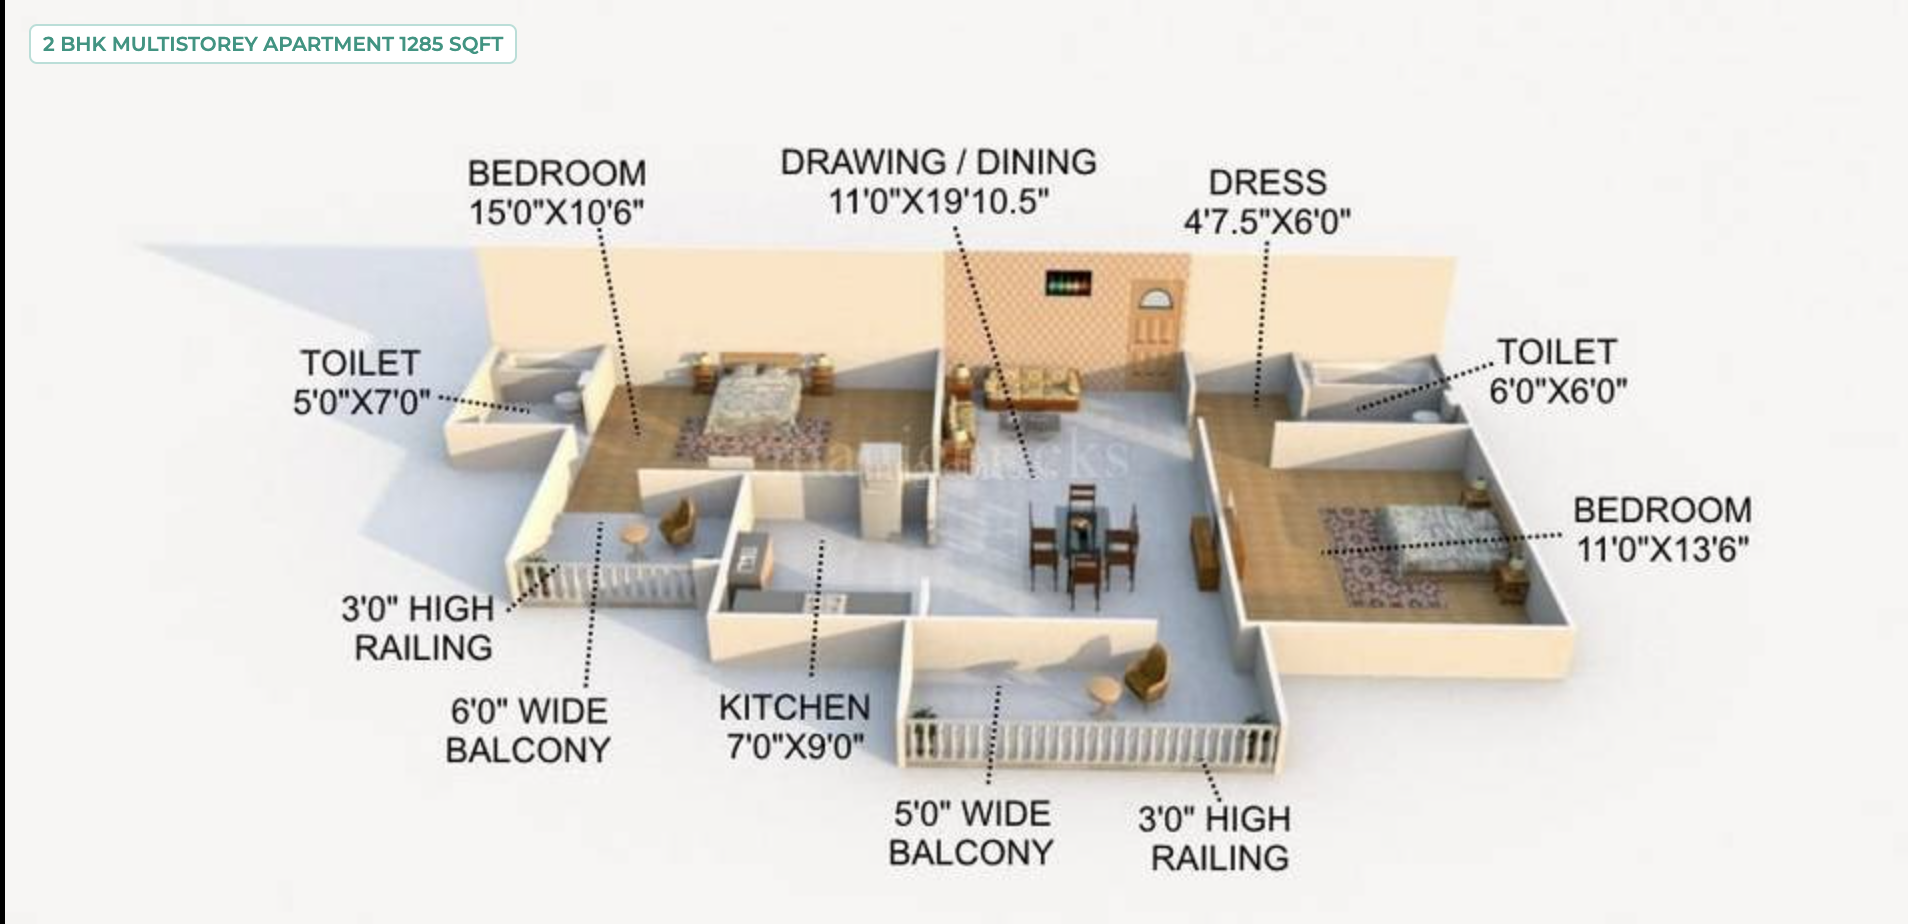 2 BHK MULTISTOREY APARTMENT 1285 SQFT
BEDROOM
15'0"X10'6"
DRAWING / DINING
11'0"X19'10.5"
DRESS
4'7.5"X6'0"
TOILET
5'0"X7'0"
TOILET
6'0"X6'0"
BEDROOM
11'0"X13'6"
3'0" HIGH
RAILING
6'0" WIDE
BALCONY
KITCHEN
7'0"X9'0"
5'0" WIDE
BALCONY
3'0" HIGH
RAILING